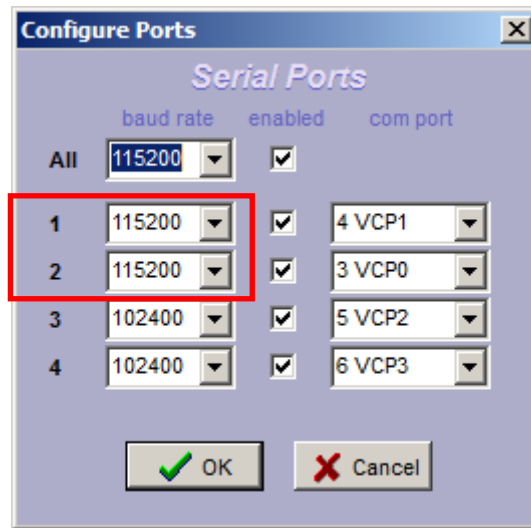 Configure Ports
Serial Ports
baud rate enabled com port
All 115200
1 115200 4 VCP1
2 115200 3 VCP0
3 102400 5 VCP2
4 102400 6 VCP3
OK Cancel